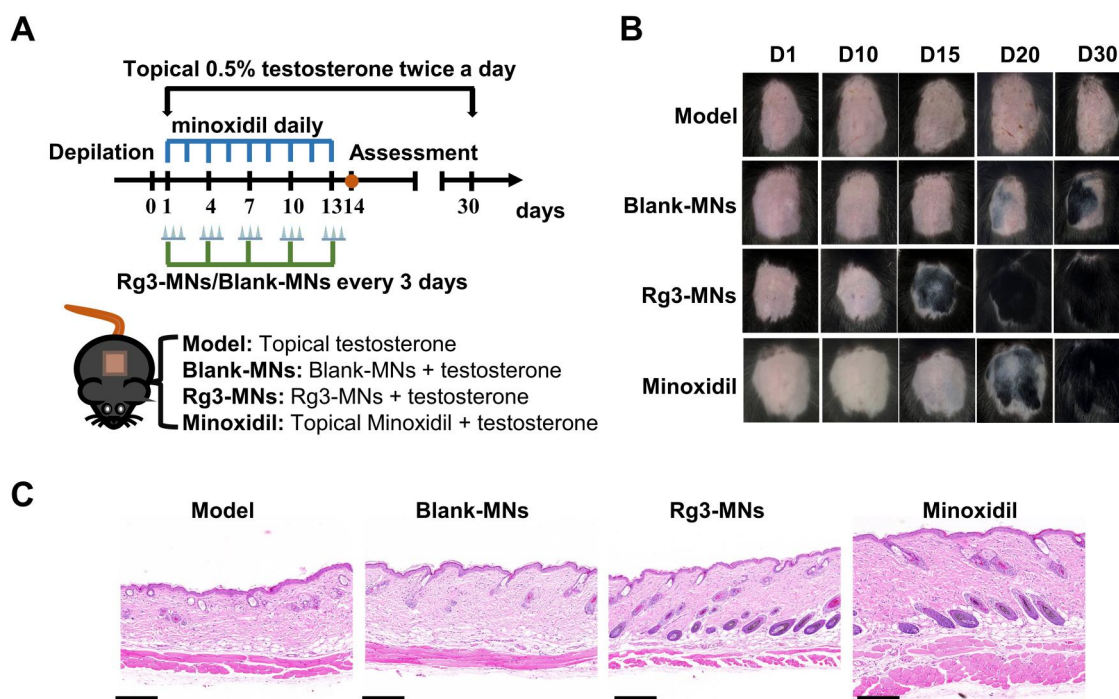 A
Topical 0.5% testosterone twice a day
minoxidil daily
Depilation
Assessment
0 1 4 7 10 13 14 30 days
Rg3-MNs/Blank-MNs every 3 days
Model: Topical testosterone
Blank-MNs: Blank-MNs + testosterone
Rg3-MNs: Rg3-MNs + testosterone
Minoxidil: Topical Minoxidil + testosterone
B
D1 D10 D15 D20 D30
Model
Blank-MNs
Rg3-MNs
Minoxidil
C
Model Blank-MNs Rg3-MNs Minoxidil